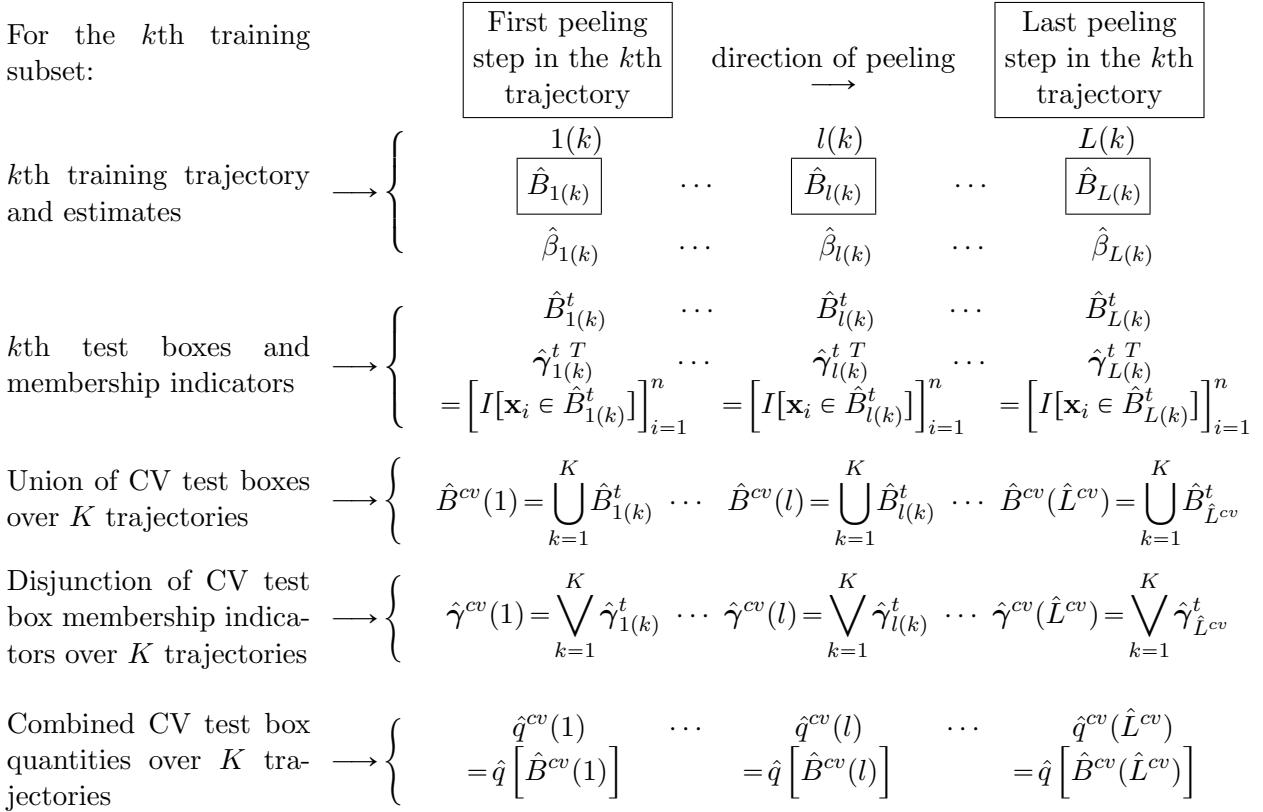 For the kth training subset:
First peeling step in the kth trajectory
direction of peeling
⟶
Last peeling step in the kth trajectory
1(k) l(k) L(k)
kth training trajectory and estimates ⟶ {
B̂_{1(k)} ⋯ B̂_{l(k)} ⋯ B̂_{L(k)}
β̂_{1(k)} ⋯ β̂_{l(k)} ⋯ β̂_{L(k)}
kth test boxes and membership indicators ⟶ {
B̂^t_{1(k)} ⋯ B̂^t_{l(k)} ⋯ B̂^t_{L(k)}
γ̂^{t T}_{1(k)} ⋯ γ̂^{t T}_{l(k)} ⋯ γ̂^{t T}_{L(k)}
= [I[x_i ∈ B̂^t_{1(k)}]]^n_{i=1} = [I[x_i ∈ B̂^t_{l(k)}]]^n_{i=1} = [I[x_i ∈ B̂^t_{L(k)}]]^n_{i=1}
Union of CV test boxes over K trajectories ⟶ {
B̂^{cv}(1) = ⋃_{k=1}^{K} B̂^t_{1(k)} ⋯ B̂^{cv}(l) = ⋃_{k=1}^{K} B̂^t_{l(k)} ⋯ B̂^{cv}(L̂^{cv}) = ⋃_{k=1}^{K} B̂^t_{L̂^{cv}}
Disjunction of CV test box membership indica-
tors over K trajectories ⟶ {
γ̂^{cv}(1) = ⋁_{k=1}^{K} γ̂^t_{1(k)} ⋯ γ̂^{cv}(l) = ⋁_{k=1}^{K} γ̂^t_{l(k)} ⋯ γ̂^{cv}(L̂^{cv}) = ⋁_{k=1}^{K} γ̂^t_{L̂^{cv}}
Combined CV test box quantities over K tra-
jectories ⟶ {
q̂^{cv}(1) ⋯ q̂^{cv}(l) ⋯ q̂^{cv}(L̂^{cv})
= q̂ [B̂^{cv}(1)] = q̂ [B̂^{cv}(l)] = q̂ [B̂^{cv}(L̂^{cv})]